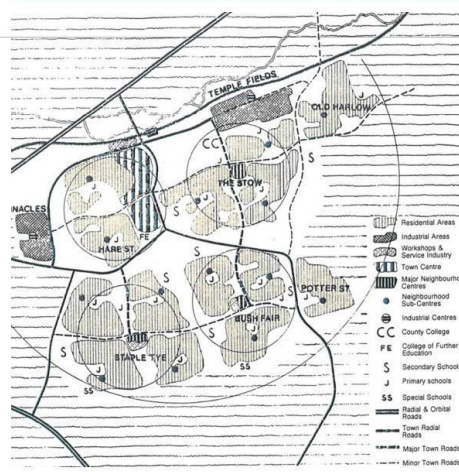 TEMPLE FIELDS
OLD HARLOW
J
J
J
CC
J
J
S
THE STOW
J
NNACLES
J
J
S
J
J
HARE ST.
FE
S
S
S
POTTER ST
J
J
J
J
J
BUSH FAIR
S
J
STAPLE TYE
S
J
J
J
SS
SS
Residential Areas
Industrial Areas
Workshops &
Service Industry
Town Centre
Major Neighbourh
Centres
Neighbourhood
Sub-Centres
Industrial Centres
CC County College
FE College of Further
Education
S Secondary School
J Primary schools
SS Special Schools
Radial & Orbital
Roads
Town Radial
Roads
Major Town Roads
Minor Town Roads